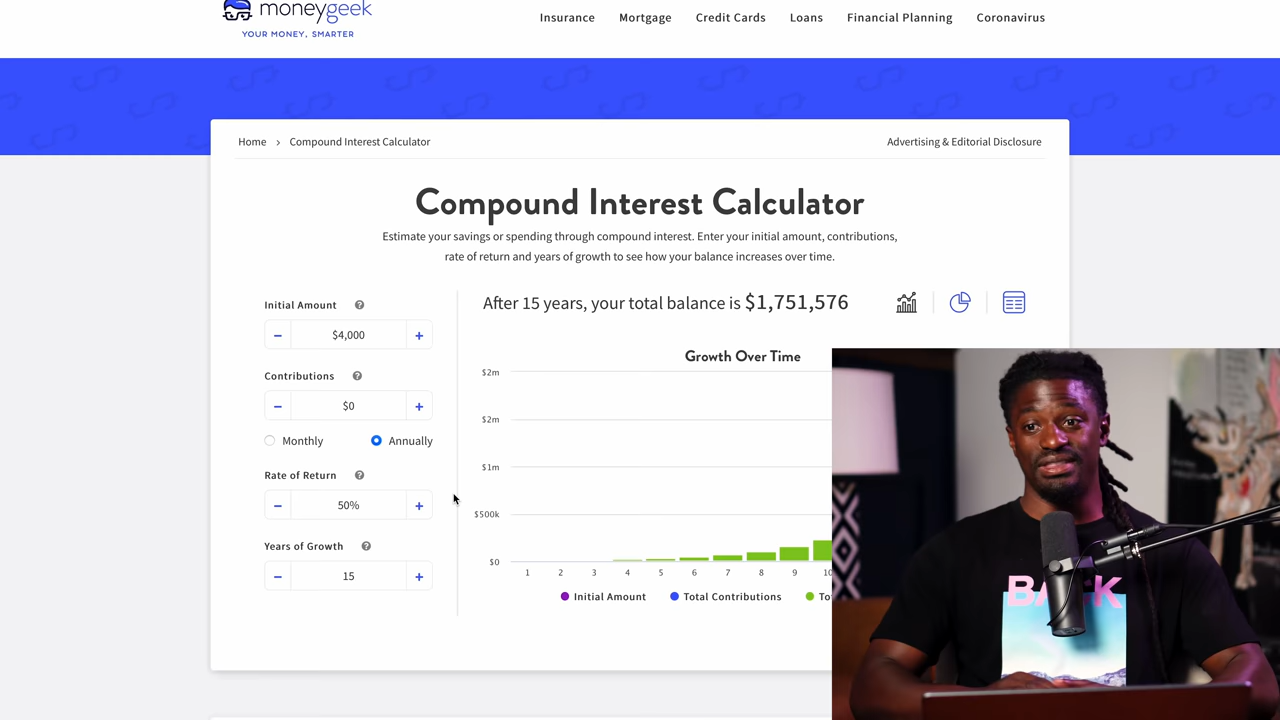 moneygeek
YOUR MONEY, SMARTER
Insurance Mortgage Credit Cards Loans Financial Planning Coronavirus
Home > Compound Interest Calculator
Advertising & Editorial Disclosure
Compound Interest Calculator
Estimate your savings or spending through compound interest. Enter your initial amount, contributions,
rate of return and years of growth to see how your balance increases over time.
Initial Amount ?
− $4,000 +
Contributions ?
− $0 +
Monthly Annually
Rate of Return ?
− 50% +
Years of Growth ?
− 15 +
After 15 years, your total balance is $1,751,576
Growth Over Time
$2m
$2m
$1m
$500k
$0
1 2 3 4 5 6 7 8 9 10
Initial Amount Total Contributions